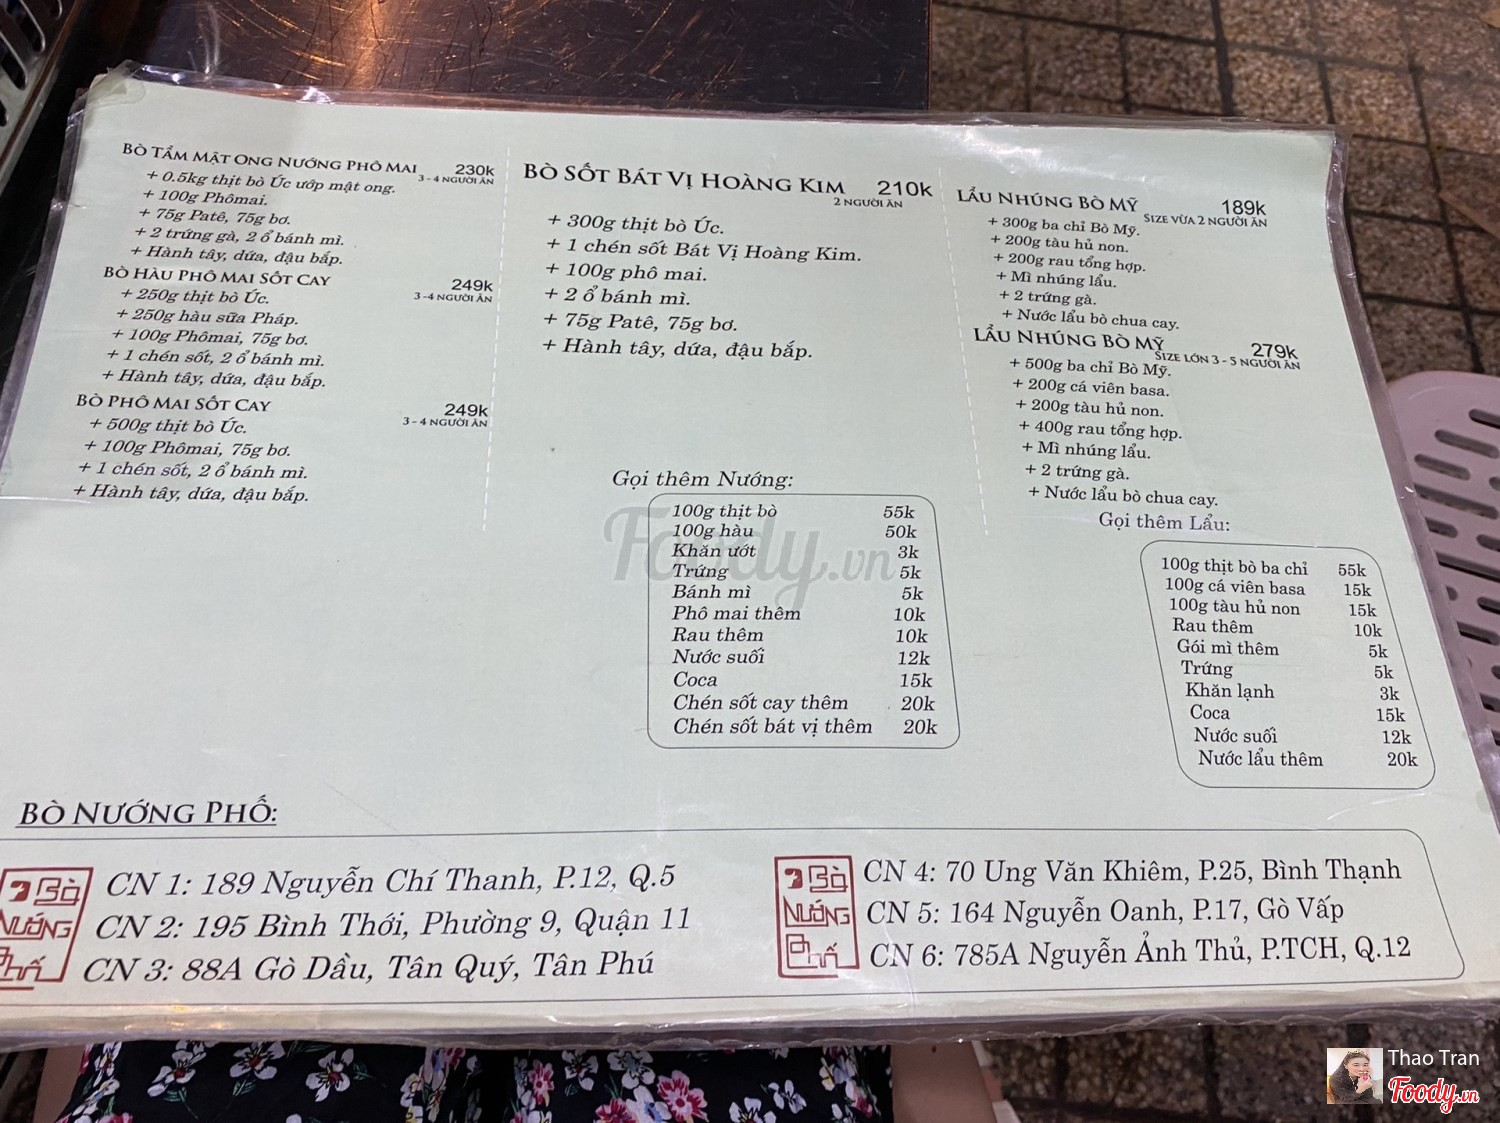 BÒ TẨM MẬT ONG NƯỚNG PHÔ MAI 230k
3 - 4 NGƯỜI ĂN
+ 0.5kg thịt bò Úc ướp mật ong.
+ 100g Phômai.
+ 75g Patê, 75g bơ.
+ 2 trứng gà, 2 ổ bánh mì.
+ Hành tây, dứa, đậu bắp.
BÒ HÀU PHÔ MAI SỐT CAY 249k
3 - 4 NGƯỜI ĂN
+ 250g thịt bò Úc.
+ 250g hàu sữa Pháp.
+ 100g Phômai, 75g bơ.
+ 1 chén sốt, 2 ổ bánh mì.
+ Hành tây, dứa, đậu bắp.
BÒ PHÔ MAI SỐT CAY 249k
3 - 4 NGƯỜI ĂN
+ 500g thịt bò Úc.
+ 100g Phômai, 75g bơ.
+ 1 chén sốt, 2 ổ bánh mì.
+ Hành tây, dứa, đậu bắp.
BÒ SỐT BÁT VỊ HOÀNG KIM 210k
2 NGƯỜI ĂN
+ 300g thịt bò Úc.
+ 1 chén sốt Bát Vị Hoàng Kim.
+ 100g phô mai.
+ 2 ổ bánh mì.
+ 75g Patê, 75g bơ.
+ Hành tây, dứa, đậu bắp.
Gọi thêm Nướng:
100g thịt bò 55k
100g hàu 50k
Khăn ướt 3k
Trứng 5k
Bánh mì 5k
Phô mai thêm 10k
Rau thêm 10k
Nước suối 12k
Coca 15k
Chén sốt cay thêm 20k
Chén sốt bát vị thêm 20k
Foody.vn
LẨU NHÚNG BÒ MỸ 189k
SIZE VỪA 2 NGƯỜI ĂN
+ 300g ba chỉ Bò Mỹ.
+ 200g tàu hủ non.
+ 200g rau tổng hợp.
+ Mì nhúng lẩu.
+ 2 trứng gà.
+ Nước lẩu bò chua cay.
LẨU NHÚNG BÒ MỸ 279k
SIZE LỚN 3 - 5 NGƯỜI ĂN
+ 500g ba chỉ Bò Mỹ.
+ 200g cá viên basa.
+ 200g tàu hủ non.
+ 400g rau tổng hợp.
+ Mì nhúng lẩu.
+ 2 trứng gà.
+ Nước lẩu bò chua cay.
Gọi thêm Lẩu:
100g thịt bò ba chỉ 55k
100g cá viên basa 15k
100g tàu hủ non 15k
Rau thêm 10k
Gói mì thêm 5k
Trứng 5k
Khăn lạnh 3k
Coca 15k
Nước suối 12k
Nước lẩu thêm 20k
BÒ NƯỚNG PHỐ:
BÒ
NƯỚNG
PHỐ
CN 1: 189 Nguyễn Chí Thanh, P.12, Q.5
CN 2: 195 Bình Thới, Phường 9, Quận 11
CN 3: 88A Gò Dầu, Tân Quý, Tân Phú
BÒ
NƯỚNG
PHỐ
CN 4: 70 Ung Văn Khiêm, P.25, Bình Thạnh
CN 5: 164 Nguyễn Oanh, P.17, Gò Vấp
CN 6: 785A Nguyễn Ảnh Thủ, P.TCH, Q.12
Thao Tran
Foody.vn